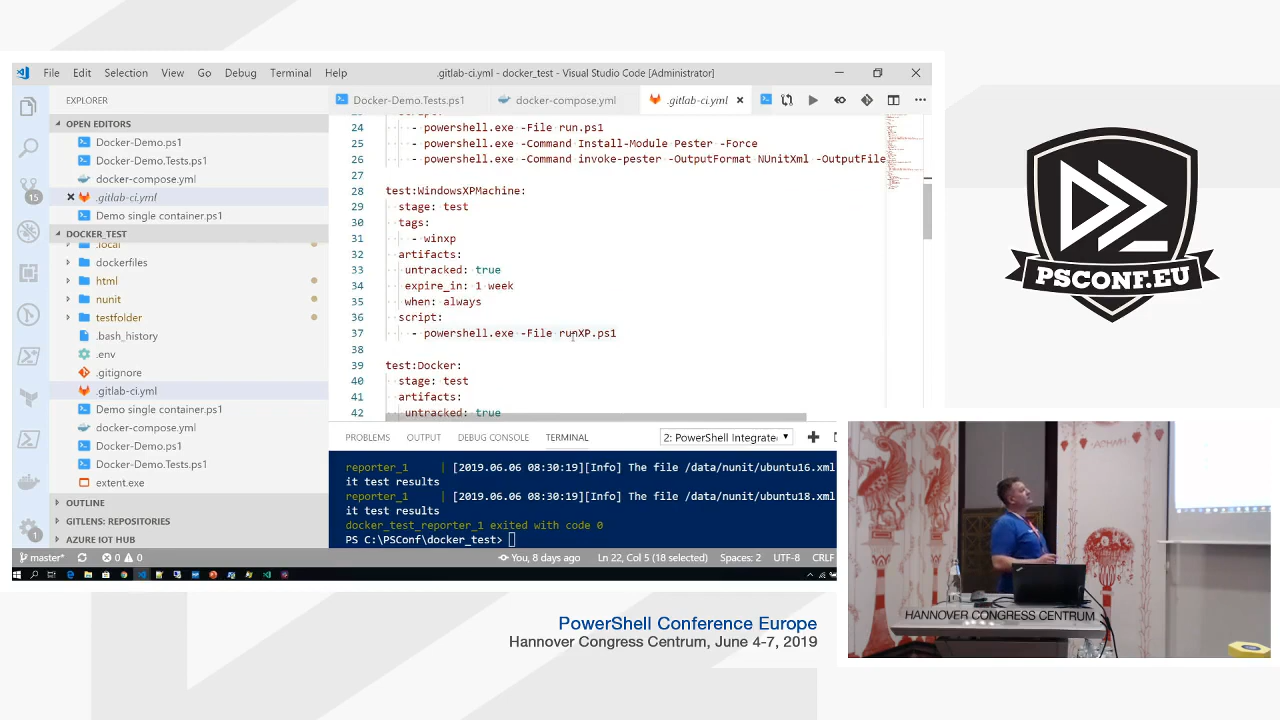 File Edit Selection View Go Debug Terminal Help
.gitlab-ci.yml - docker_test - Visual Studio Code [Administrator]
EXPLORER
OPEN EDITORS
Docker-Demo.ps1
Docker-Demo.Tests.ps1
docker-compose.yml
.gitlab-ci.yml
Demo single container.ps1
DOCKER_TEST
.local
dockerfiles
html
nunit
testfolder
.bash_history
.env
.gitignore
.gitlab-ci.yml
Demo single container.ps1
docker-compose.yml
Docker-Demo.ps1
Docker-Demo.Tests.ps1
extent.exe
OUTLINE
GITLENS: REPOSITORIES
AZURE IOT HUB
15
1
Docker-Demo.Tests.ps1 docker-compose.yml .gitlab-ci.yml
24 - powershell.exe -File run.ps1
25 - powershell.exe -Command Install-Module Pester -Force
26 - powershell.exe -Command invoke-pester -OutputFormat NUnitXml -OutputFile
27
28 test:WindowsXPMachine:
29 stage: test
30 tags:
31 - winxp
32 artifacts:
33 untracked: true
34 expire_in: 1 week
35 when: always
36 script:
37 - powershell.exe -File runXP.ps1
38
39 test:Docker:
40 stage: test
41 artifacts:
42 untracked: true
PROBLEMS OUTPUT DEBUG CONSOLE TERMINAL
2: PowerShell Integrate
reporter_1 | [2019.06.06 08:30:19][Info] The file /data/nunit/ubuntu16.xml
it test results
reporter_1 | [2019.06.06 08:30:19][Info] The file /data/nunit/ubuntu18.xml
it test results
docker_test_reporter_1 exited with code 0
PS C:\PSConf\docker_test>
master* 0 0 You, 8 days ago Ln 22, Col 5 (18 selected) Spaces: 2 UTF-8 CRLF
PSCONF.EU
HANNOVER CONGRESS CENTRUM
PowerShell Conference Europe
Hannover Congress Centrum, June 4-7, 2019